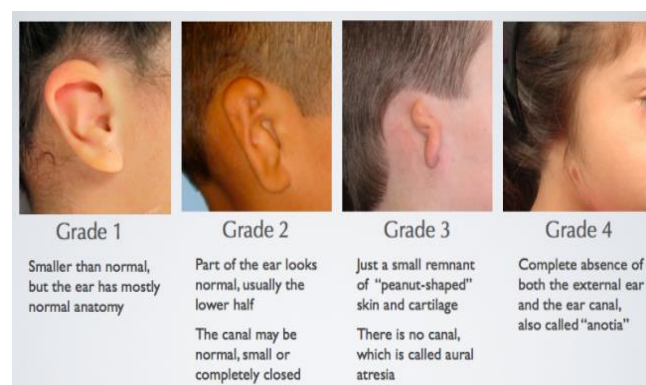 Grade 1
Smaller than normal,
but the ear has mostly
normal anatomy
Grade 2
Part of the ear looks
normal, usually the
lower half
The canal may be
normal, small or
completely closed
Grade 3
Just a small remnant
of "peanut-shaped"
skin and cartilage
There is no canal,
which is called aural
atresia
Grade 4
Complete absence of
both the external ear
and the ear canal,
also called "anotia"